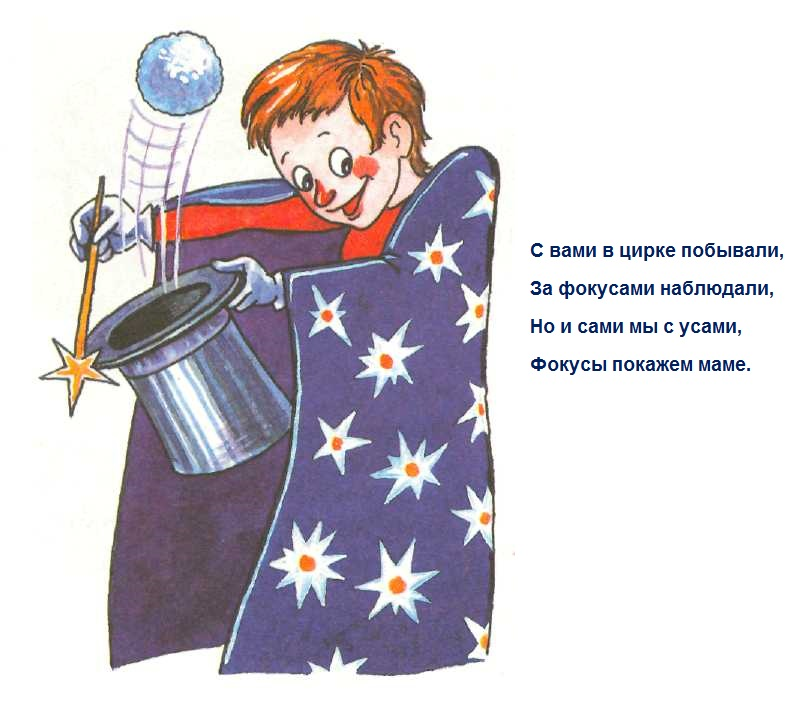 С вами в цирке побывали,
За фокусами наблюдали,
Но и сами мы с усами,
Фокусы покажем маме.